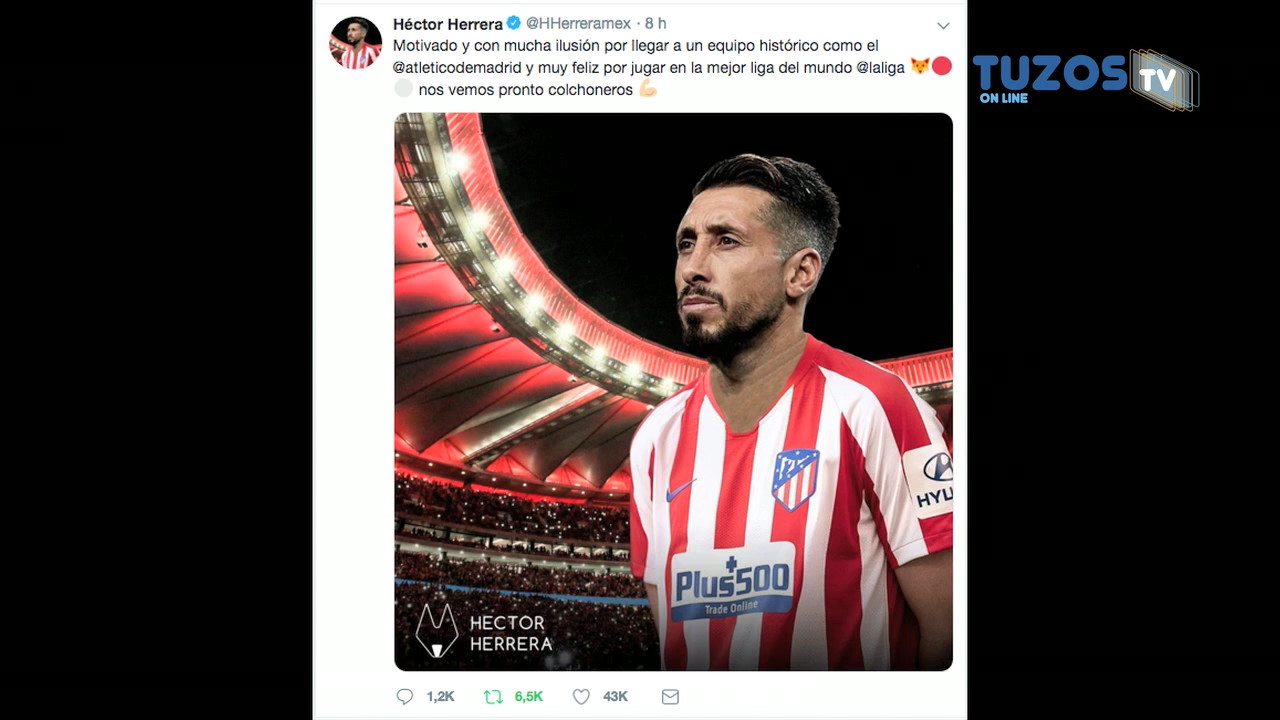 Héctor Herrera @HHerreramex · 8 h
Motivado y con mucha ilusión por llegar a un equipo histórico como el
@atleticodemadrid y muy feliz por jugar en la mejor liga del mundo @laliga 🦊🔴
⚪ nos vemos pronto colchoneros 💪🏻
TUZOS TV
ON LINE
HYU
Plus500
Trade Online
HECTOR
HERRERA
1,2K 6,5K 43K